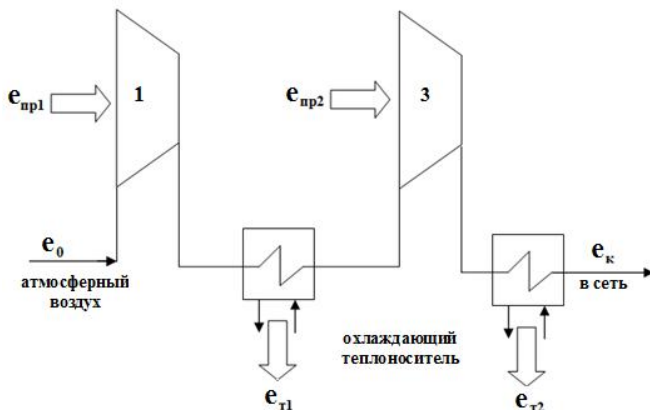 1
3
eпр1
eпр2
e0
атмосферный
воздух
eк
в сеть
охлаждающий
теплоноситель
eт1
eт2